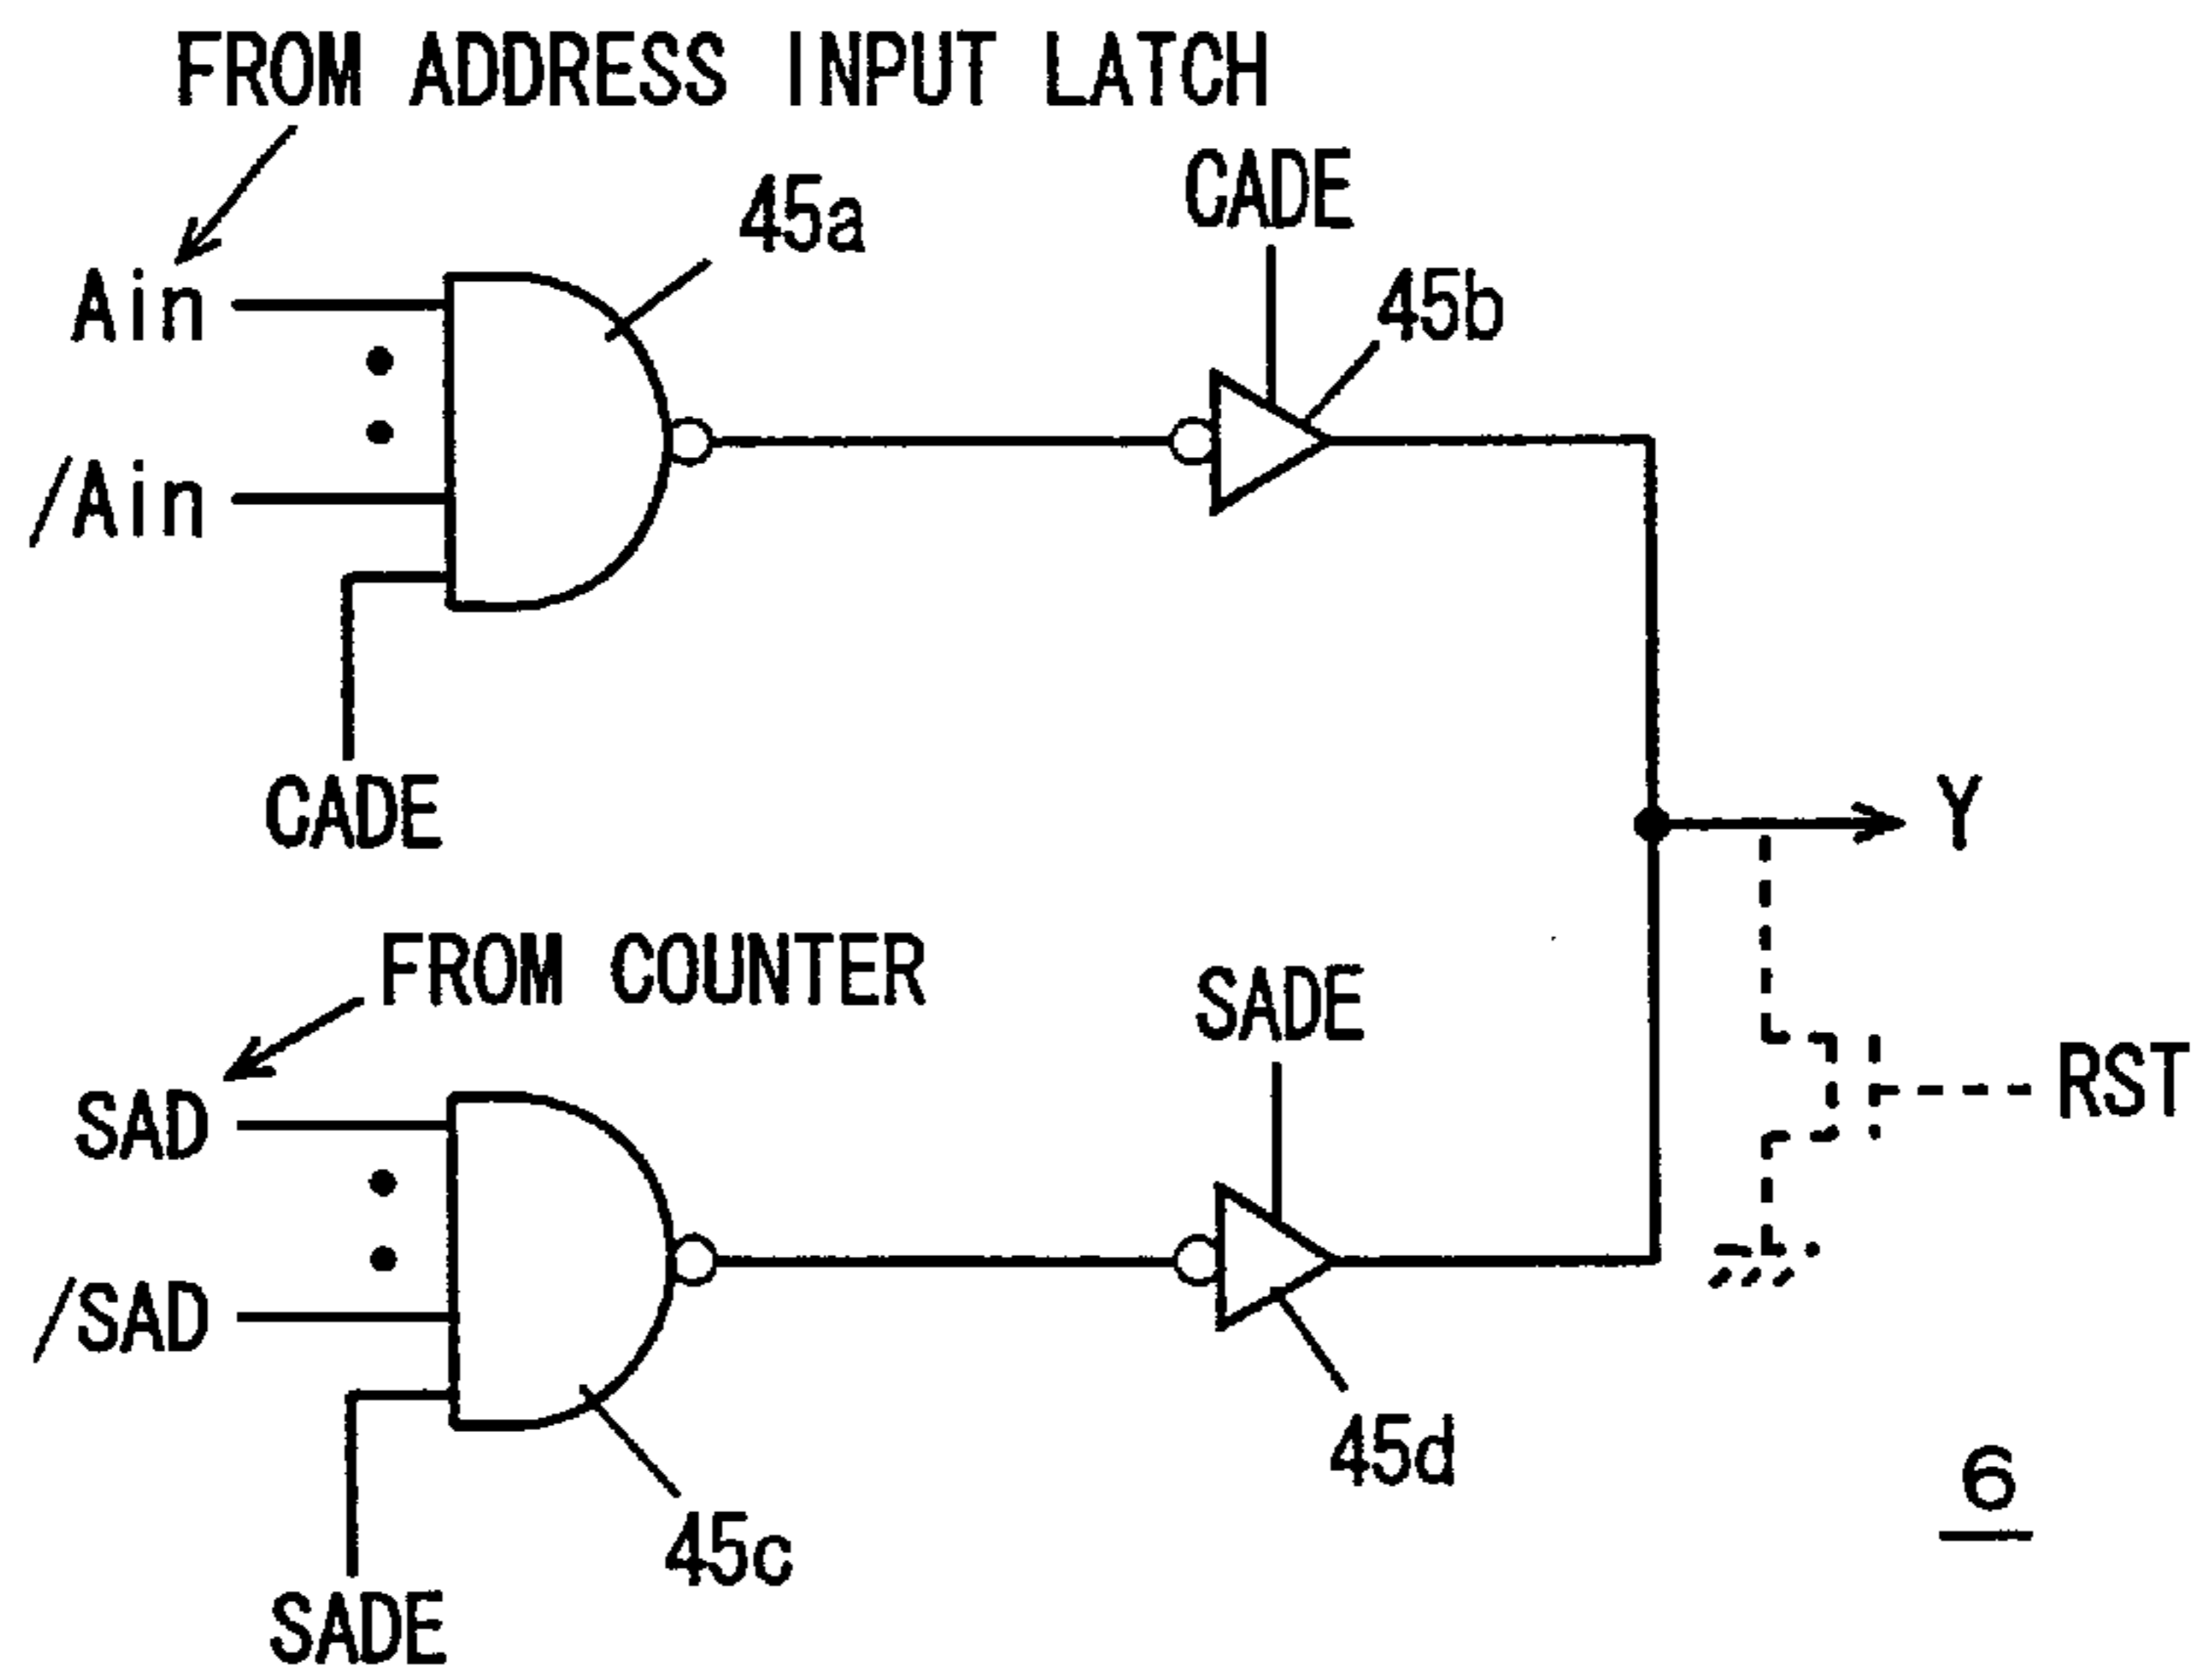 FROM ADDRESS INPUT LATCH
CADE
45a
45b
Ain
/Ain
CADE
Y
FROM COUNTER
SADE
RST
SAD
/SAD
45d
6
45c
SADE